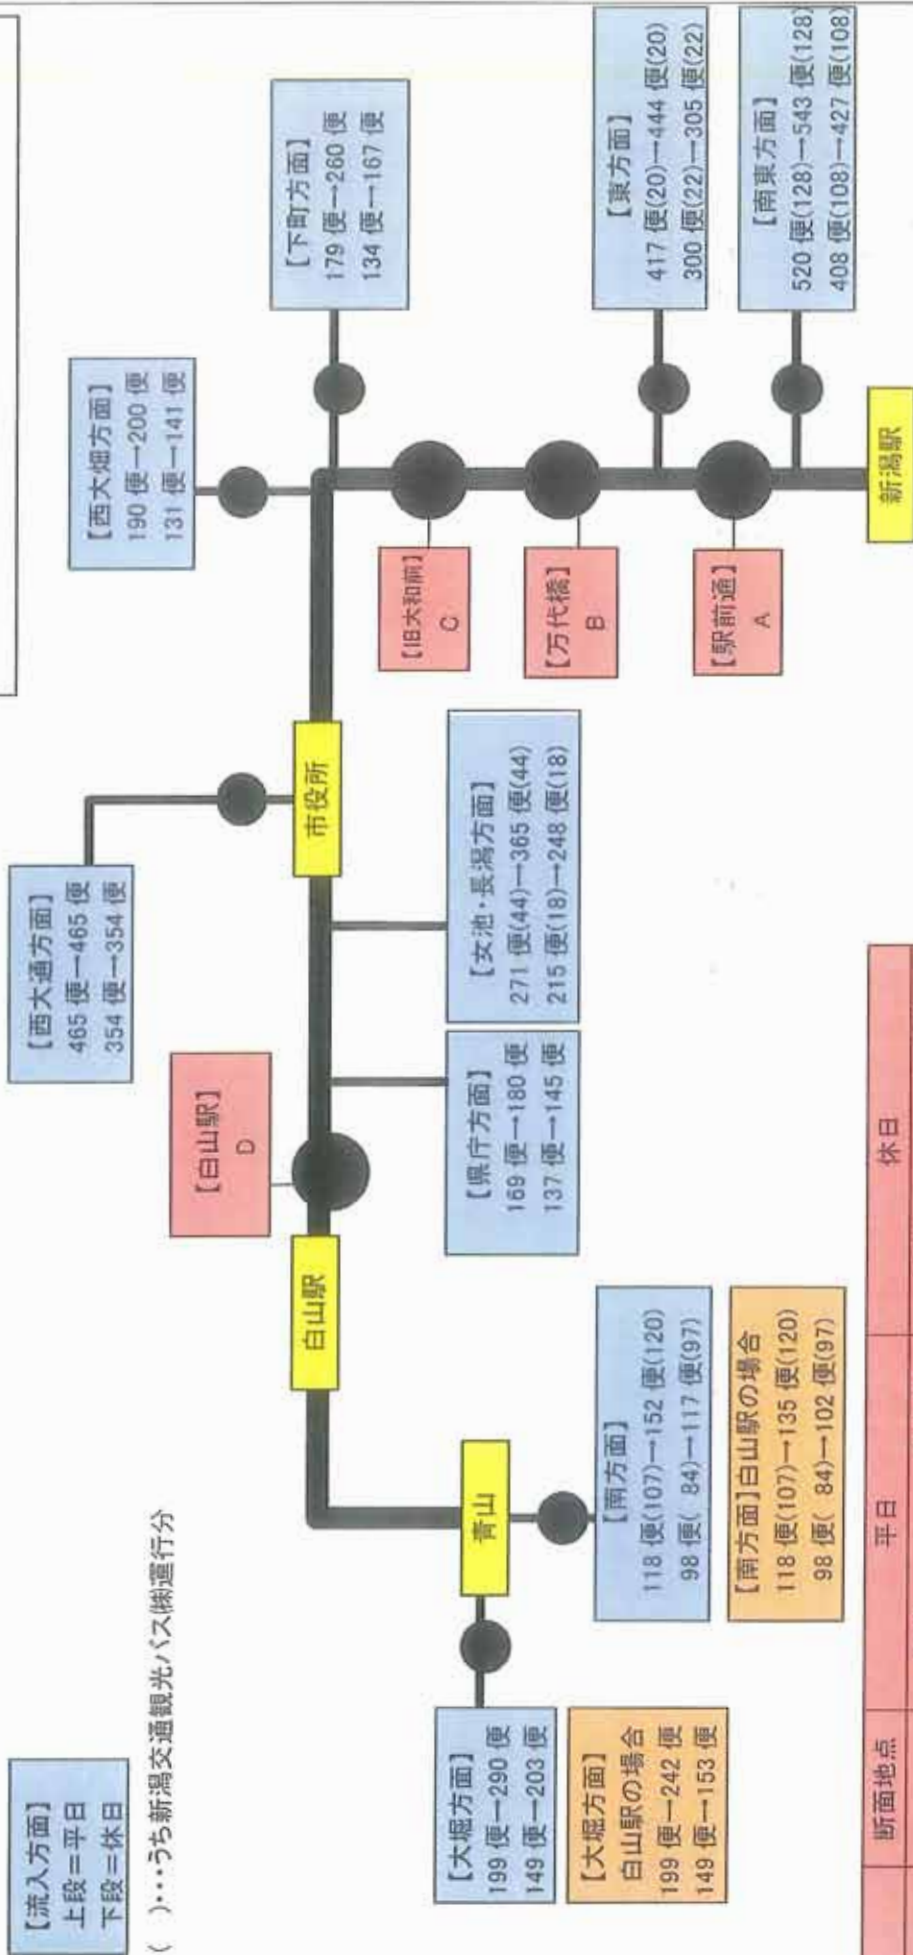 【流入方面】
上段＝平日
下段＝休日
( )・・・うち新潟交通観光バス㈱運行分
【西大通方面】
465 便→465 便
354 便→354 便
【西大畑方面】
190 便→200 便
131 便→141 便
【下町方面】
179 便→260 便
134 便→167 便
【白山駅】
D
市役所
【旧大和前】
C
【万代橋】
B
【駅前通】
A
新潟駅
【東方面】
417 便(20)→444 便(20)
300 便(22)→305 便(22)
【南東方面】
520 便(128)→543 便(128)
408 便(108)→427 便(108)
白山駅
【県庁方面】
169 便→180 便
137 便→145 便
【女池・長潟方面】
271 便(44)→365 便(44)
215 便(18)→248 便(18)
青山
【大堀方面】
199 便→290 便
149 便→203 便
【大堀方面】
白山駅の場合
199 便→242 便
149 便→153 便
【南方面】
118 便(107)→152 便(120)
98 便( 84)→117 便(97)
【南方面】白山駅の場合
118 便(107)→135 便(120)
98 便( 84)→102 便(97)
断面地点 平日 休日